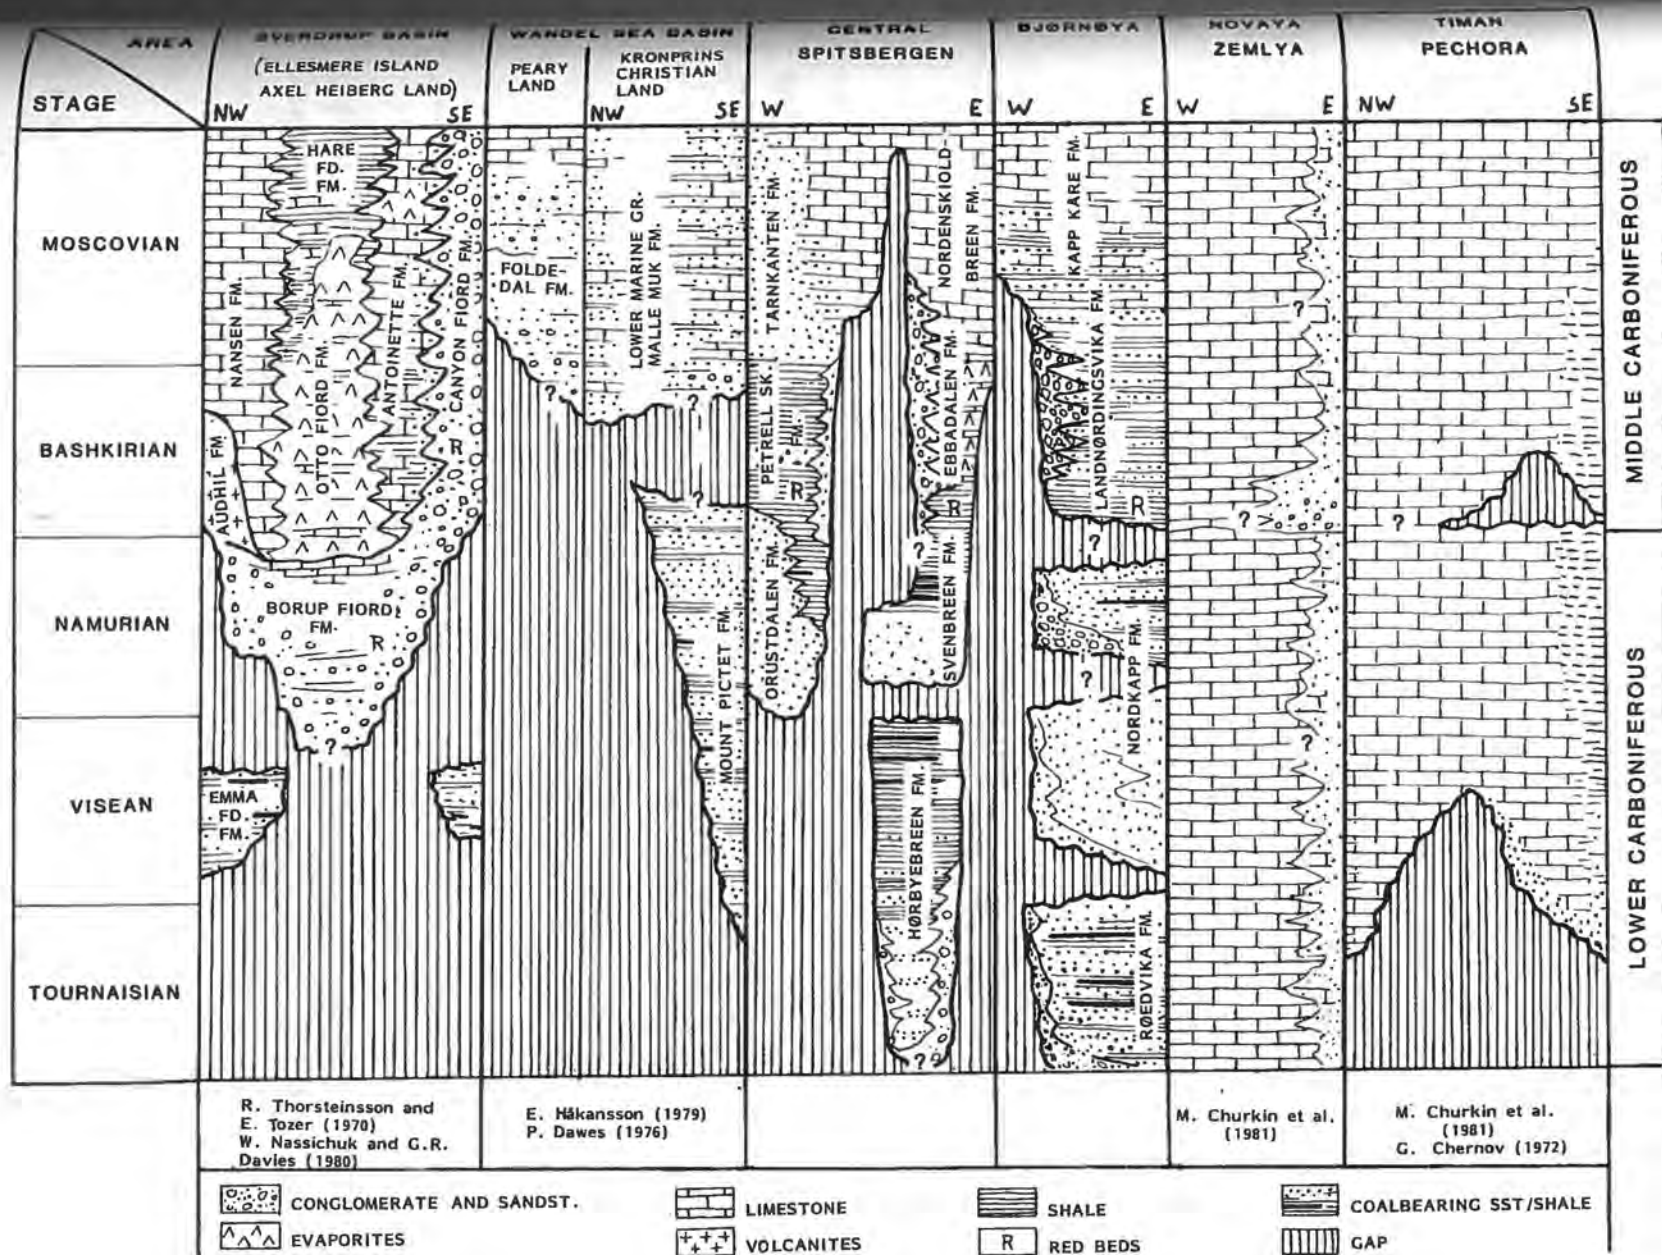 AREA
STAGE
SVERDRUP BASIN
(ELLESMERE ISLAND
AXEL HEIBERG LAND)
NW SE
WANDEL SEA BASIN
PEARY
LAND
KRONPRINS
CHRISTIAN
LAND
NW SE
CENTRAL
SPITSBERGEN
W E
BJØRNØYA
W E
NOVAYA
ZEMLYA
W E
TIMAN
PECHORA
NW SE
MOSCOVIAN
BASHKIRIAN
NAMURIAN
VISEAN
TOURNAISIAN
HARE
FD.
FM.
NANSEN FM.
OTTO FIORD FM.
ANTOINETTE FM.
CANYON FIORD FM.
R
AUDHIL FM.
BORUP FIORD
FM.
R
?
EMMA
FD.
FM.
FOLDE-
DAL FM.
?
LOWER MARINE GR.
MALLE MUK FM.
?
?
MOUNT PICTET FM.
TARNKANTEN FM.
PETRELL SK. FM.
R
ORUSTDALEN FM.
NORDENSKIOLD-
BREEN FM.
EBBADALEN FM.
R
?
SVENBREEN FM.
HØRBYEBREEN FM.
?
KAPP KARE FM.
LANDNØRDINGSVIKA FM.
R
?
?
NORDKAPP FM.
RØEDVIKA FM.
?
?
?
?
MIDDLE CARBONIFEROUS
LOWER CARBONIFEROUS
R. Thorsteinsson and
E. Tozer (1970)
W. Nassichuk and G.R.
Davies (1980)
E. Håkansson (1979)
P. Dawes (1976)
M. Churkin et al.
(1981)
M. Churkin et al.
(1981)
G. Chernov (1972)
CONGLOMERATE AND SANDST.
LIMESTONE
SHALE
COALBEARING SST/SHALE
EVAPORITES
VOLCANITES
R RED BEDS
GAP